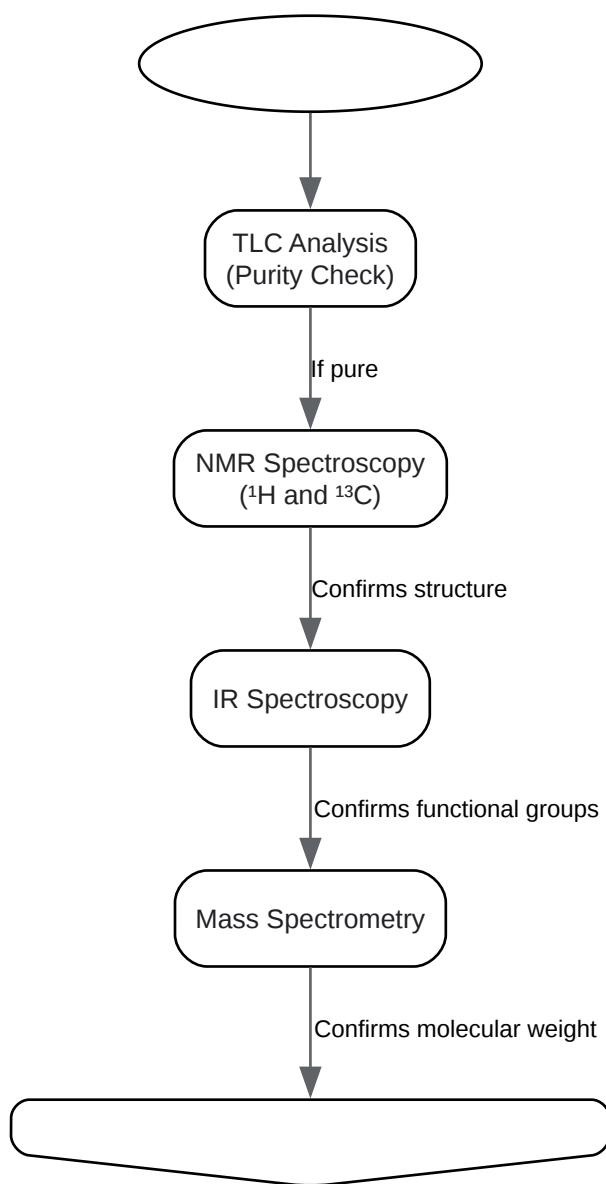 TLC Analysis
(Purity Check)
If pure
NMR Spectroscopy
(¹H and ¹³C)
Confirms structure
IR Spectroscopy
Confirms functional groups
Mass Spectrometry
Confirms molecular weight